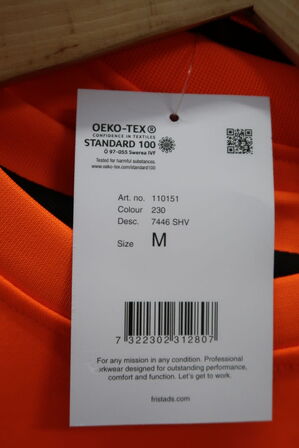 OEKO-TEX®
CONFIDENCE IN TEXTILES
STANDARD 100
Ö 97-055 Swerea IVF
Tested for harmful substances.
www.oeko-tex.com/standard100
Art. no. 110151
Colour 230
Desc. 7446 SHV
Size M
7 322302 312807
For any mission in any condition. Professional
workwear designed for outstanding performance,
comfort and function. Let's get to work.
fristads.com